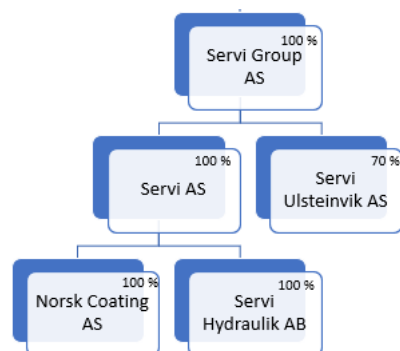 100 %
Servi Group
AS
100 %
Servi AS
70 %
Servi
Ulsteinvik AS
100 %
Norsk Coating
AS
100 %
Servi
Hydraulik AB